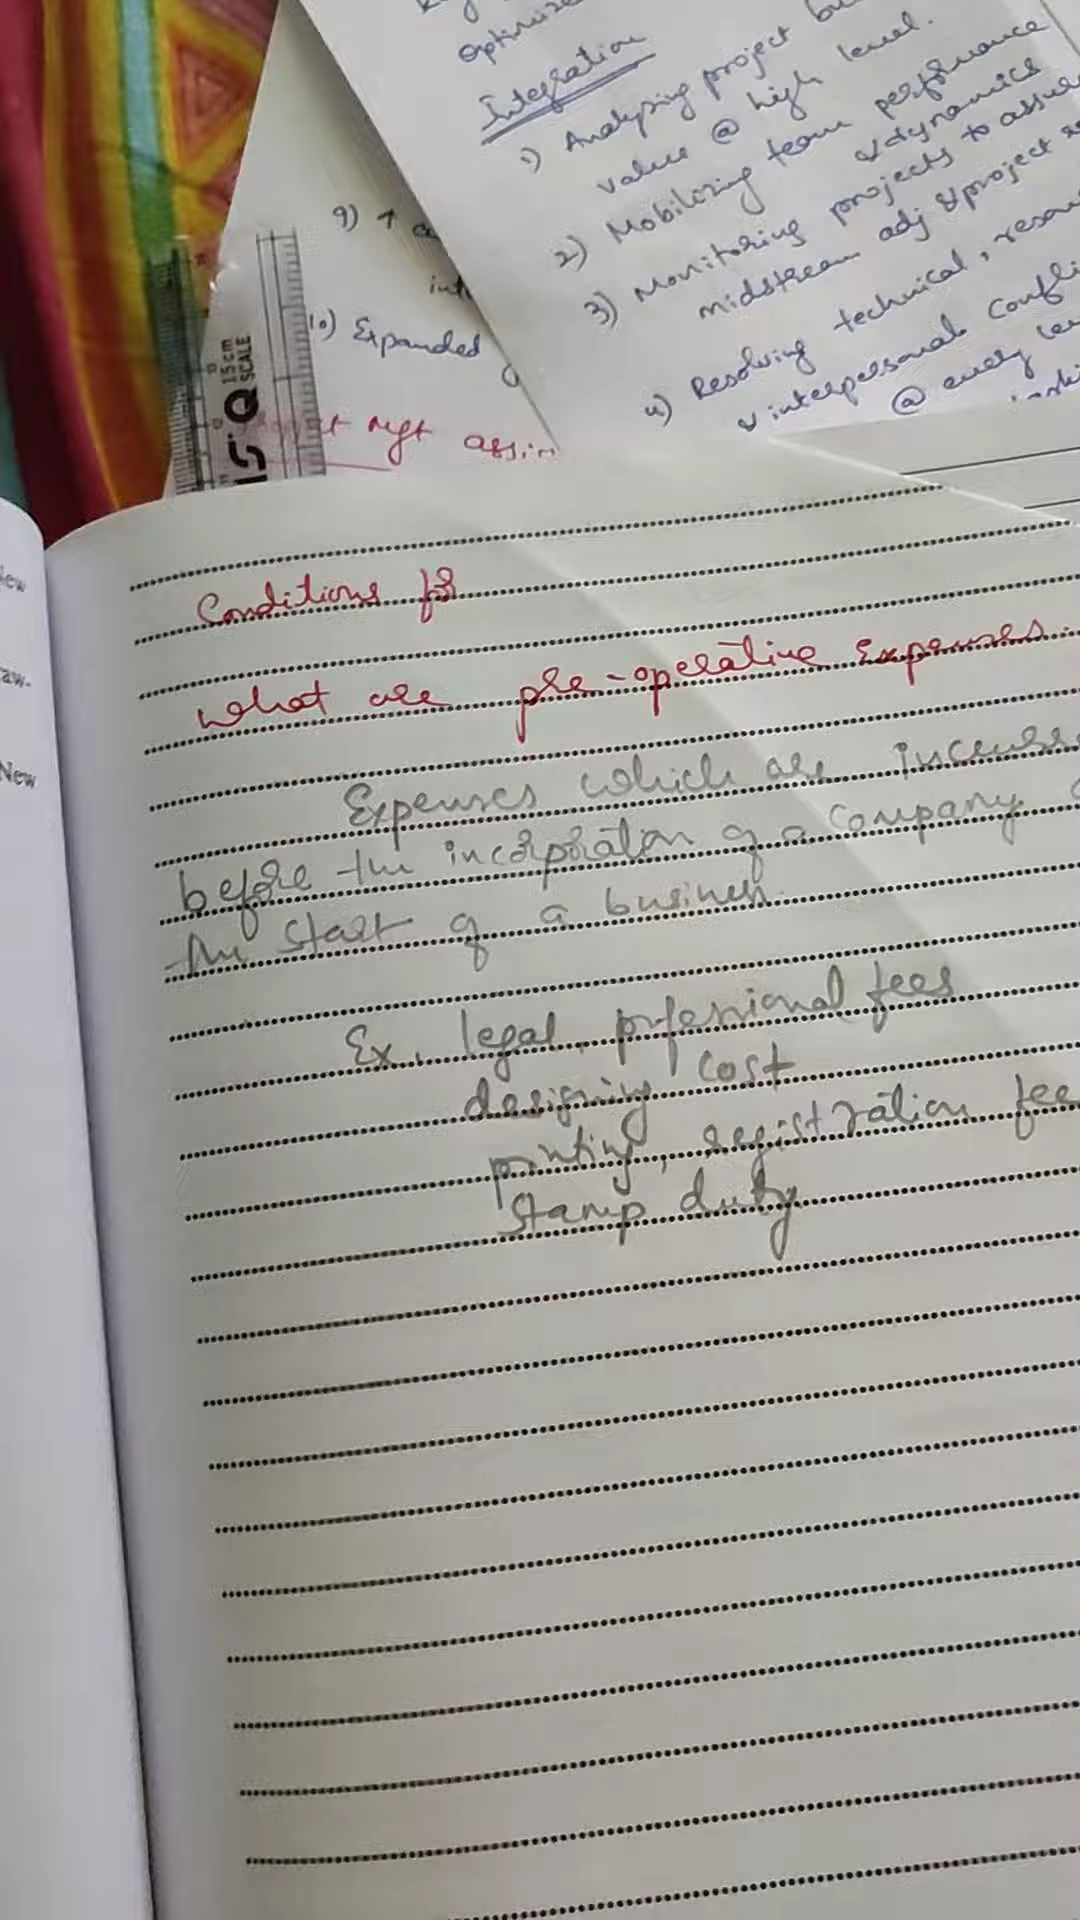 Optimize
Integration
1) Analysing project
value @ high level.
2) Mobilizing team performance
& dynamics
3) Monitoring projects to assure
midstream adj & project
4) Resolving technical,
& interpersonal
@ every
9) ↑
10) Expanded
mgt
15cm
SCALE
New
New
Conditions for
what are pre-operative Expenses.
Expenses which are
before the incorporation of a company
the start of a business.
Ex, legal, professional fees
designing cost
printing, registration fee
Stamp duty